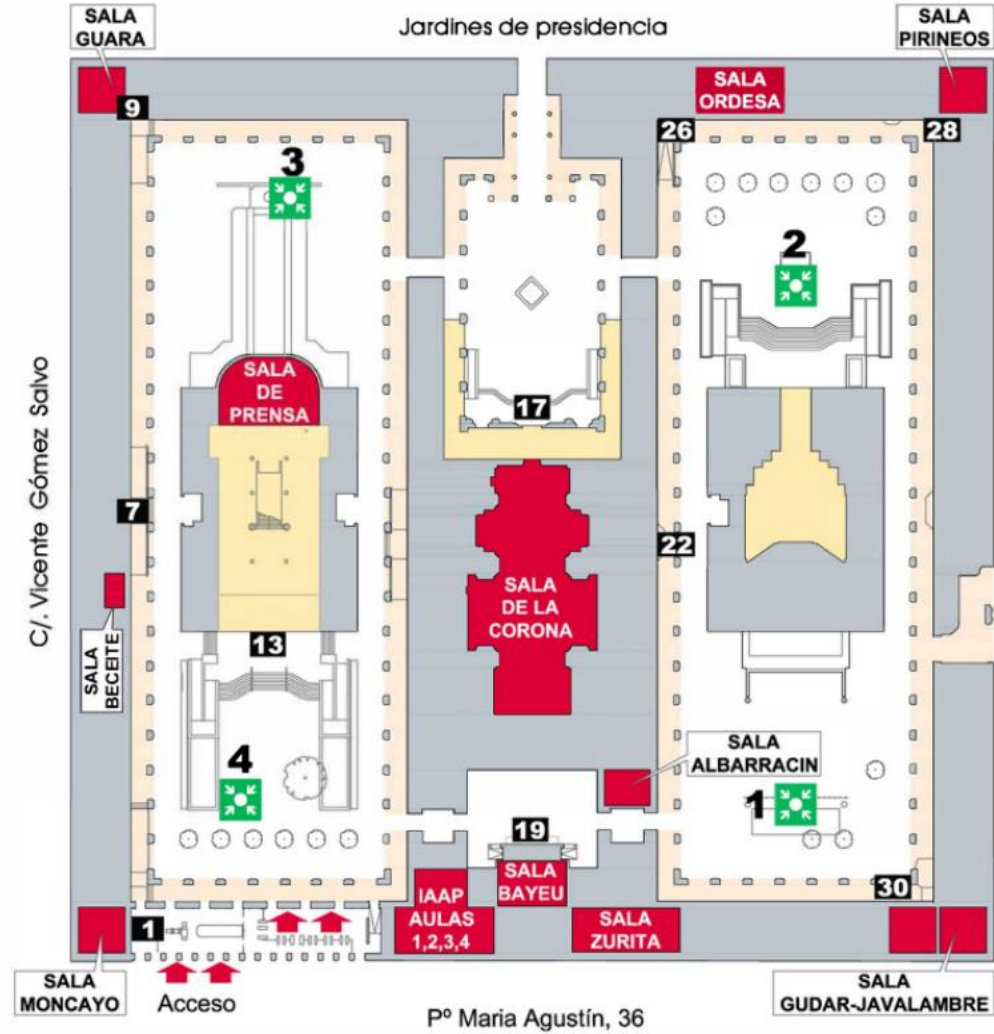 SALA
GUARA
Jardines de presidencia
SALA
PIRINEOS
SALA
ORDESA
9
26
28
3
2
C/. Vicente Gómez Salvo
SALA
DE
PRENSA
17
7
22
SALA
DE LA
CORONA
SALA
BECEITE
13
4
SALA
ALBARRACIN
1
19
SALA
BAYEU
30
IAAP
AULAS
1,2,3,4
SALA
ZURITA
1
SALA
MONCAYO
Acceso
SALA
GUDAR-JAVALAMBRE
Pº Maria Agustín, 36